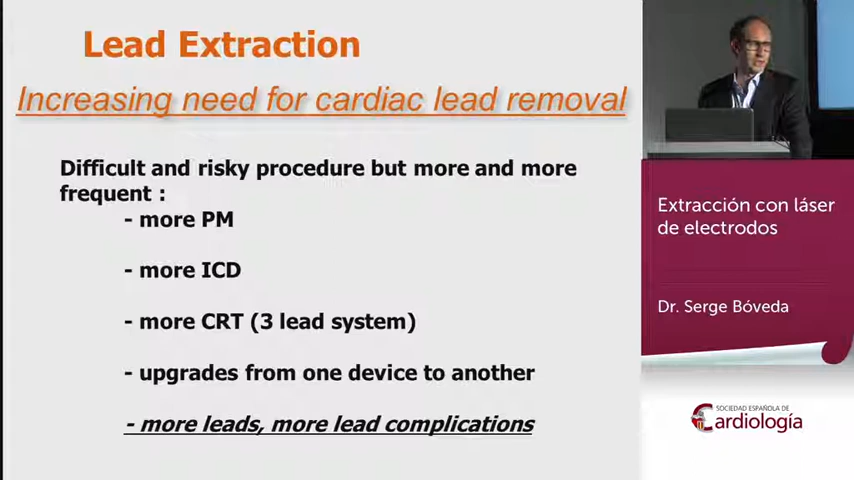 Lead Extraction
Increasing need for cardiac lead removal
Difficult and risky procedure but more and more
frequent :
- more PM
- more ICD
- more CRT (3 lead system)
- upgrades from one device to another
- more leads, more lead complications
Extracción con láser
de electrodos
Dr. Serge Bóveda
SOCIEDAD ESPAÑOLA DE
Cardiología